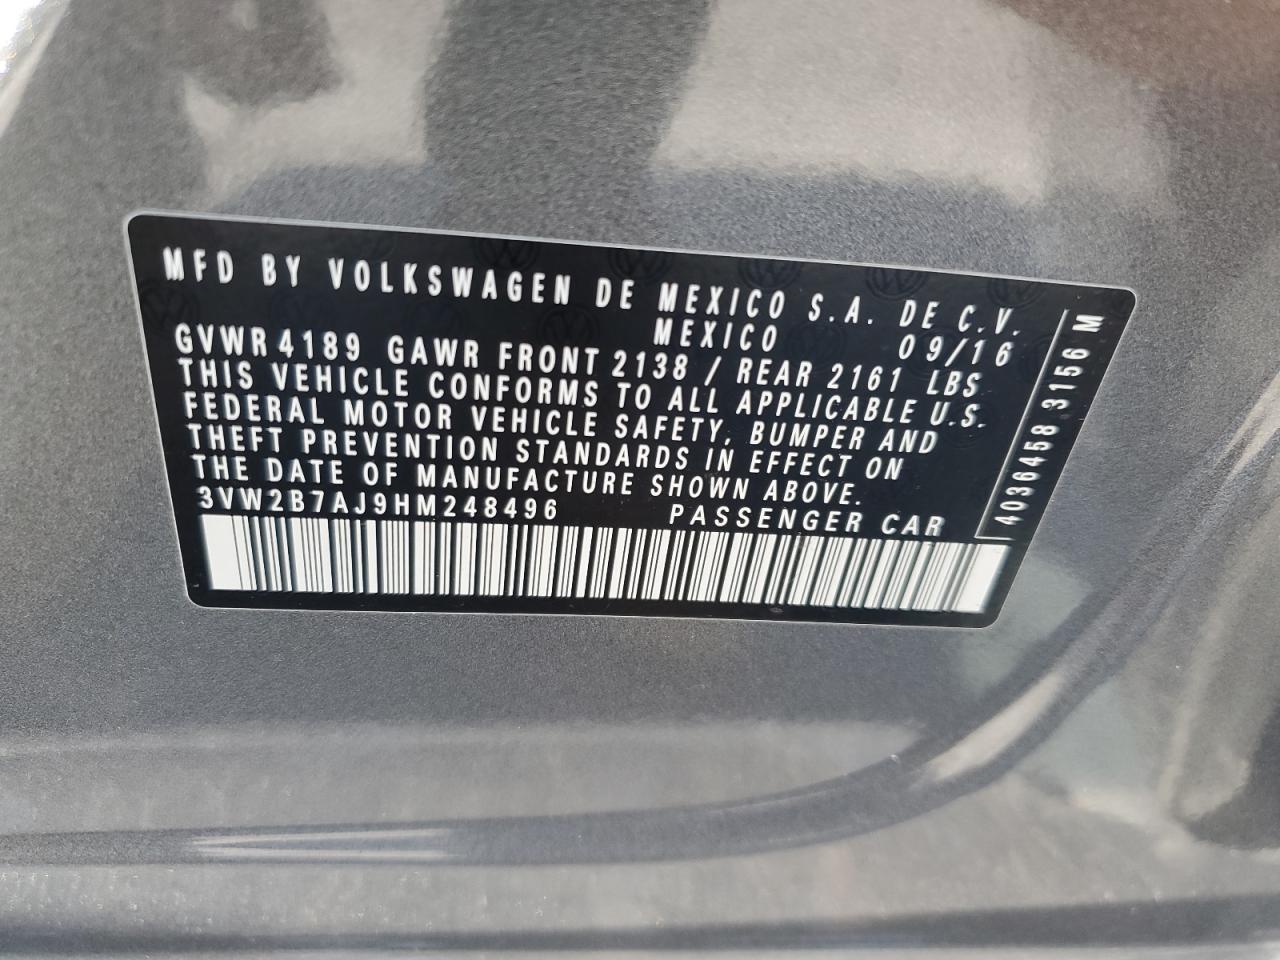 MFD BY VOLKSWAGEN DE MEXICO S.A. DE C.V.
MEXICO 09/16
GVWR 4189 GAWR FRONT 2138 / REAR 2161 LBS
THIS VEHICLE CONFORMS TO ALL APPLICABLE U.S.
FEDERAL MOTOR VEHICLE SAFETY, BUMPER AND
THEFT PREVENTION STANDARDS IN EFFECT ON
THE DATE OF MANUFACTURE SHOWN ABOVE.
3VW2B7AJ9HM248496 PASSENGER CAR
4036458 3156 M